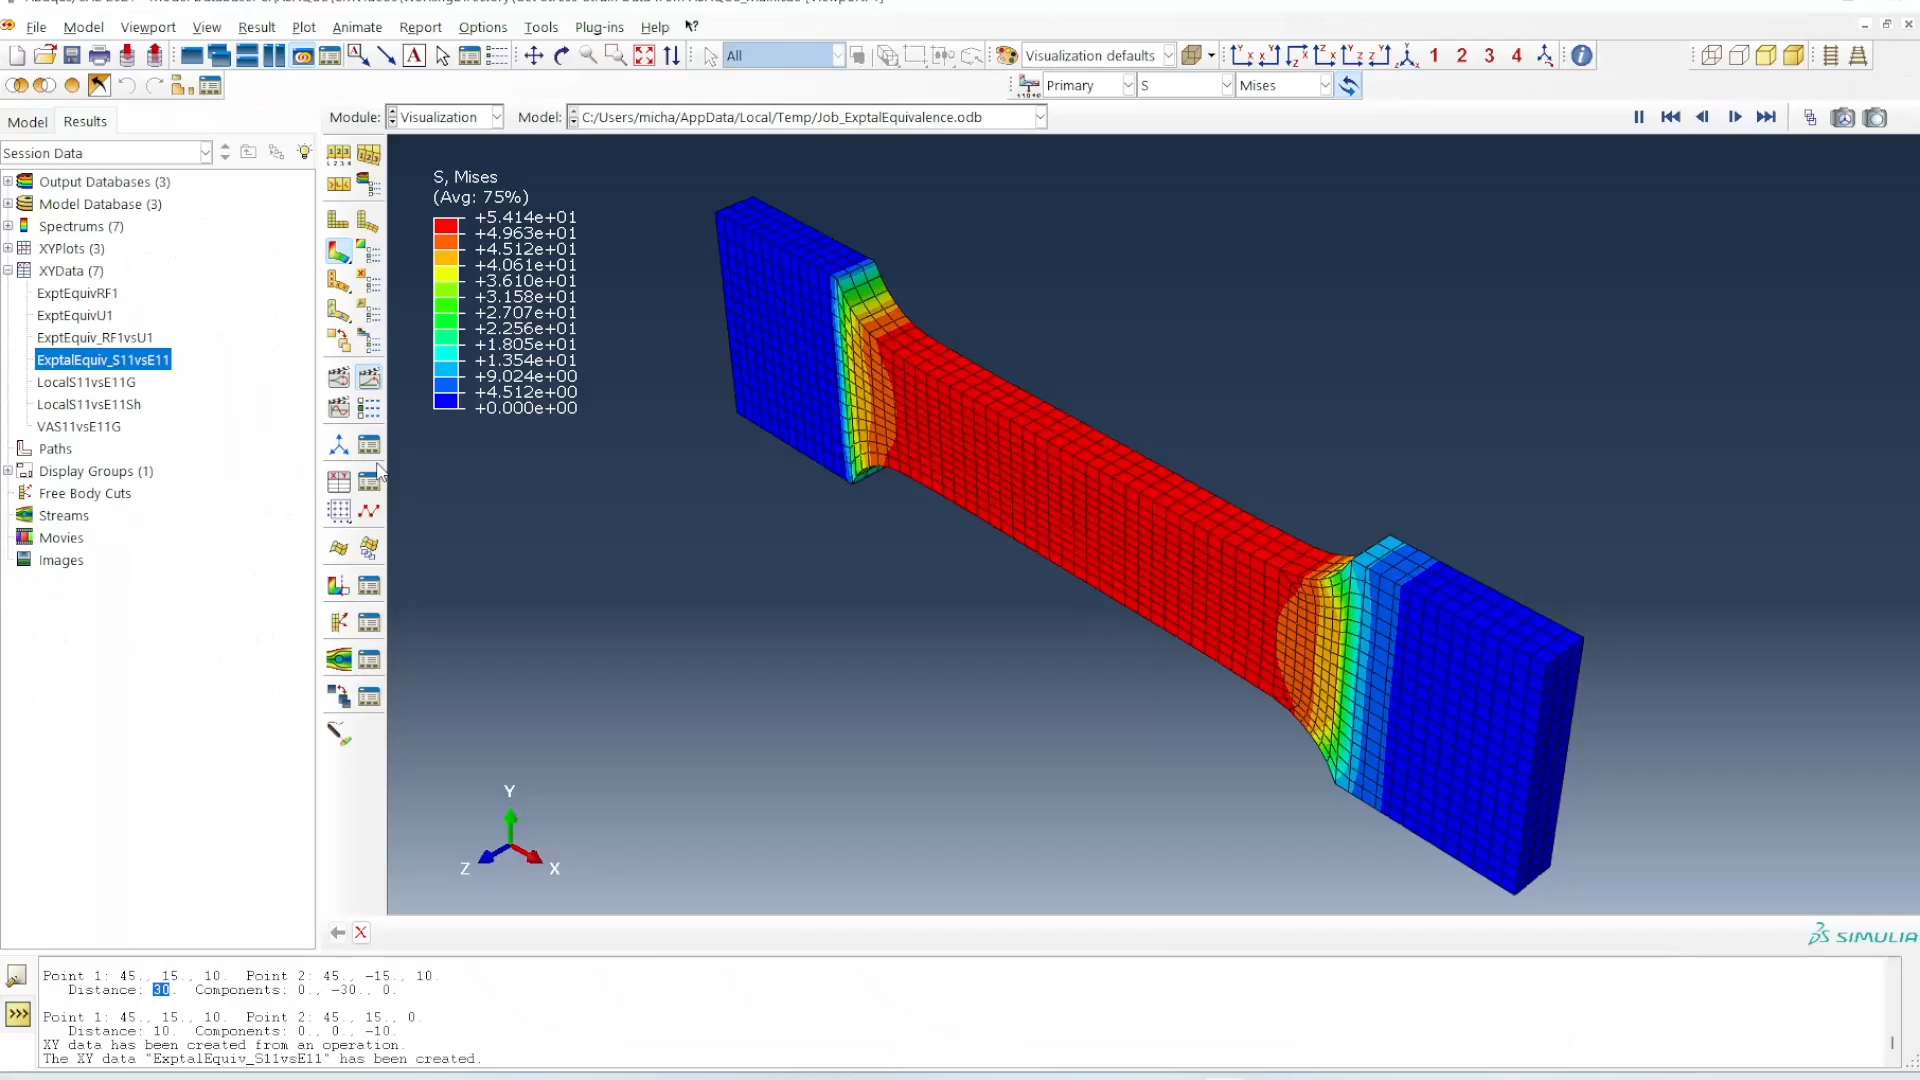 File Model Viewport View Result Plot Animate Report Options Tools Plug-ins Help
All Visualization defaults 1 2 3 4
Primary S Mises
Model Results Module: Visualization Model: C:/Users/micha/AppData/Local/Temp/Job_ExptalEquivalence.odb
Session Data
Output Databases (3)
Model Database (3)
Spectrums (7)
XYPlots (3)
XYData (7)
ExptEquivRF1
ExptEquivU1
ExptEquiv_RF1vsU1
ExptalEquiv_S11vsE11
LocalS11vsE11G
LocalS11vsE11Sh
VAS11vsE11G
Paths
Display Groups (1)
Free Body Cuts
Streams
Movies
Images
S, Mises
(Avg: 75%)
+5.414e+01
+4.963e+01
+4.512e+01
+4.061e+01
+3.610e+01
+3.158e+01
+2.707e+01
+2.256e+01
+1.805e+01
+1.354e+01
+9.024e+00
+4.512e+00
+0.000e+00
Y
Z X
SIMULIA
Point 1: 45., 15., 10. Point 2: 45., -15., 10.
Distance: 30. Components: 0., -30., 0.
Point 1: 45., 15., 10. Point 2: 45., 15., 0.
Distance: 10. Components: 0., 0., -10.
XY data has been created from an operation.
The XY data "ExptalEquiv_S11vsE11" has been created.